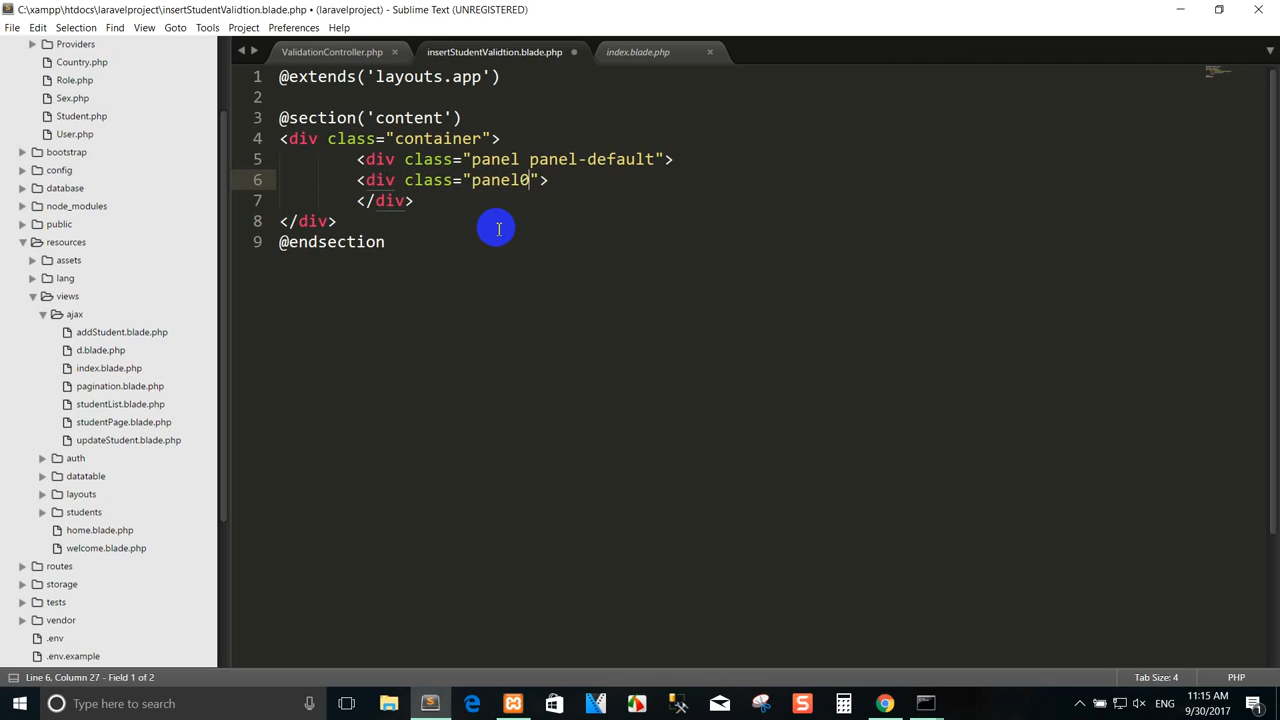 C:\xampp\htdocs\laravelproject\insertStudentValidtion.blade.php • (laravelproject) - Sublime Text (UNREGISTERED)
File Edit Selection Find View Goto Tools Project Preferences Help
Providers
Country.php
Role.php
Sex.php
Student.php
User.php
bootstrap
config
database
node_modules
public
resources
assets
lang
views
ajax
addStudent.blade.php
d.blade.php
index.blade.php
pagination.blade.php
studentList.blade.php
studentPage.blade.php
updateStudent.blade.php
auth
datatable
layouts
students
home.blade.php
welcome.blade.php
routes
storage
tests
vendor
.env
.env.example
ValidationController.php × insertStudentValidtion.blade.php index.blade.php ×
1 @extends('layouts.app')
2
3 @section('content')
4 <div class="container">
5 <div class="panel panel-default">
6 <div class="panel0">
7 </div>
8 </div>
9 @endsection
Line 6, Column 27 - Field 1 of 2 Tab Size: 4 PHP
Type here to search ENG 11:15 AM
9/30/2017